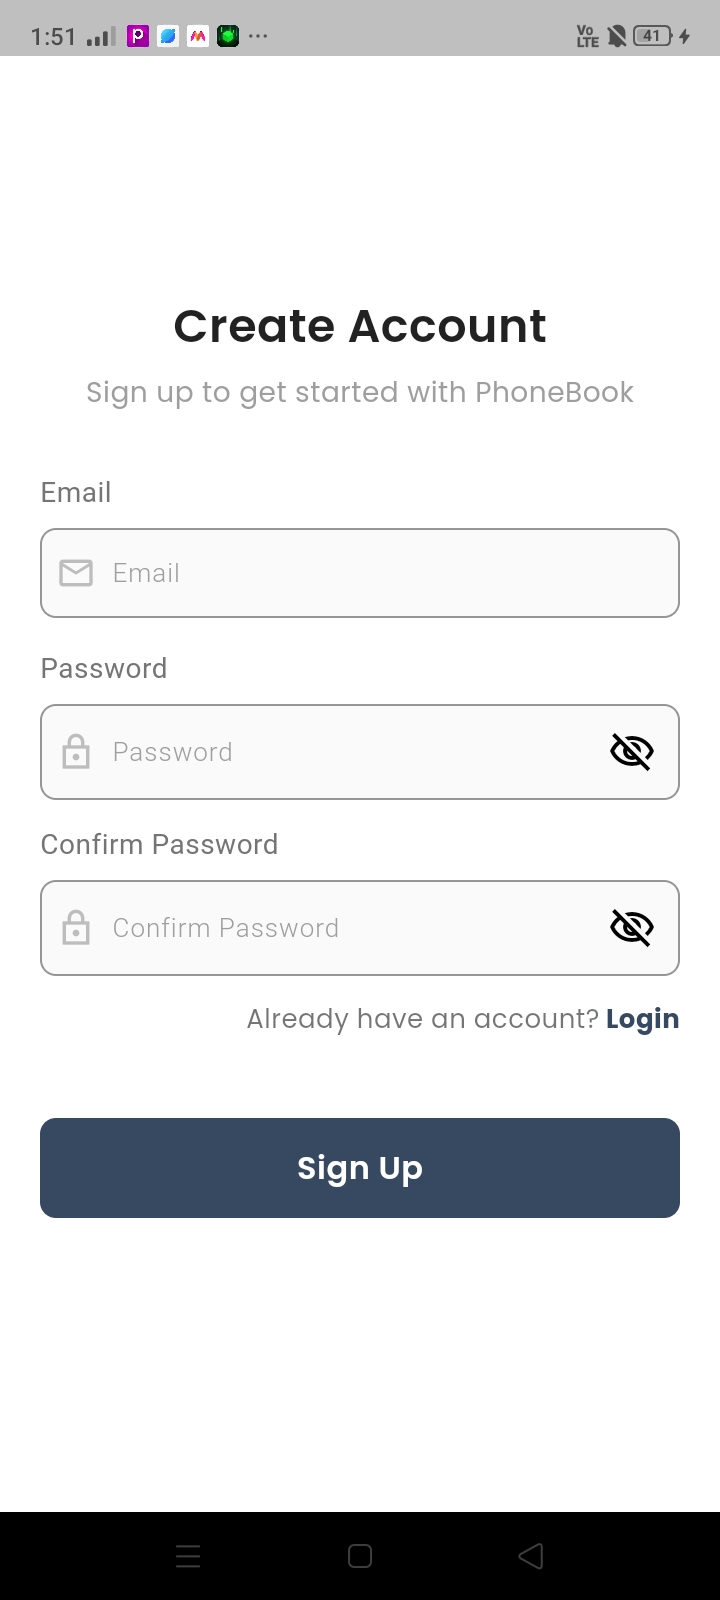 1:51 Vo LTE 41
Create Account
Sign up to get started with PhoneBook
Email
Email
Password
Password
Confirm Password
Confirm Password
Already have an account? Login
Sign Up